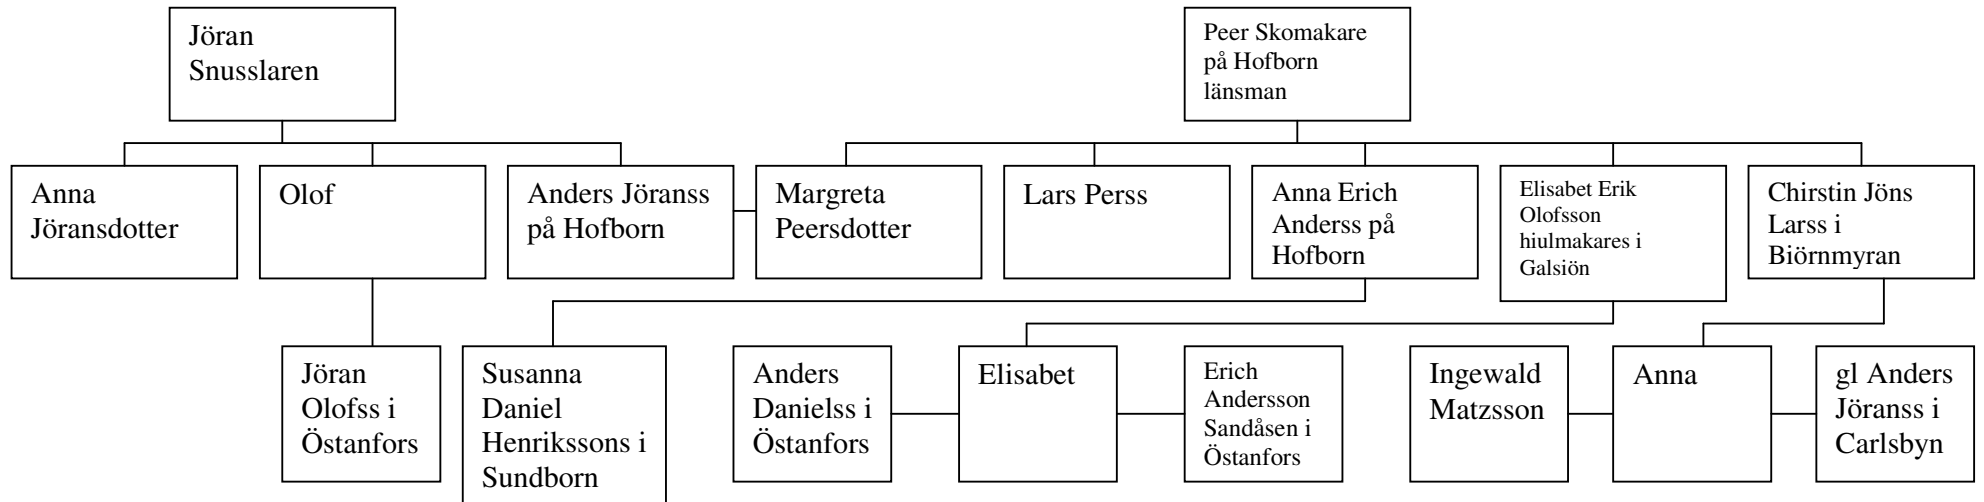 Jöran
Snusslaren
Peer Skomakare
på Hofborn
länsman
Anna
Jöransdotter
Olof
Anders Jöranss
på Hofborn
Margreta
Peersdotter
Lars Perss
Anna Erich
Anderss på
Hofborn
Elisabet Erik
Olofsson
hiulmakares i
Galsiön
Chirstin Jöns
Larss i
Biörnmyran
Jöran
Olofss i
Östanfors
Susanna
Daniel
Henrikssons i
Sundborn
Anders
Danielss i
Östanfors
Elisabet
Erich
Andersson
Sandåsen i
Östanfors
Ingewald
Matzsson
Anna
gl Anders
Jöranss i
Carlsbyn